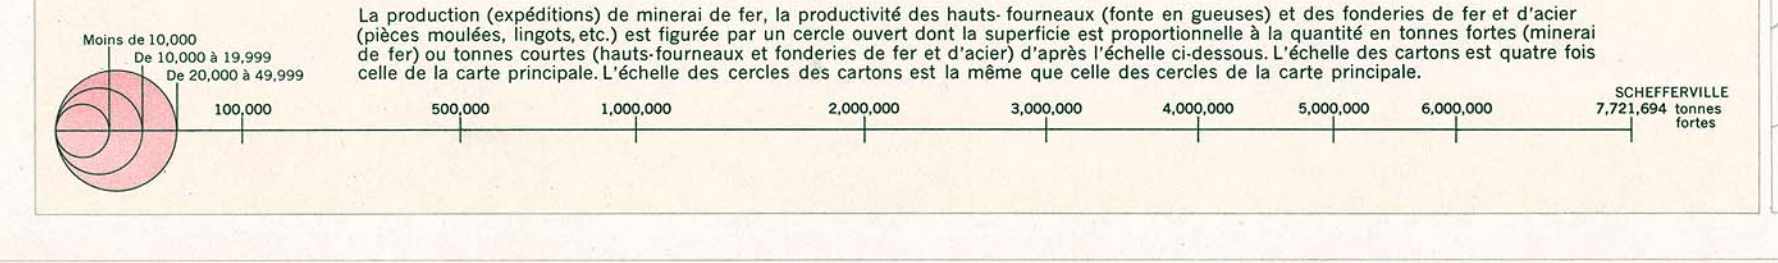 La production (expéditions) de minerai de fer, la productivité des hauts-fourneaux (fonte en gueuses) et des fonderies de fer et d'acier
(pièces moulées, lingots, etc.) est figurée par un cercle ouvert dont la superficie est proportionnelle à la quantité en tonnes fortes (minerai
de fer) ou tonnes courtes (hauts-fourneaux et fonderies de fer et d'acier) d'après l'échelle ci-dessous. L'échelle des cartons est quatre fois
celle de la carte principale. L'échelle des cercles des cartons est la même que celle des cercles de la carte principale.
Moins de 10,000
De 10,000 à 19,999
De 20,000 à 49,999
100,000 500,000 1,000,000 2,000,000 3,000,000 4,000,000 5,000,000 6,000,000
SCHEFFERVILLE
7,721,694 tonnes
fortes